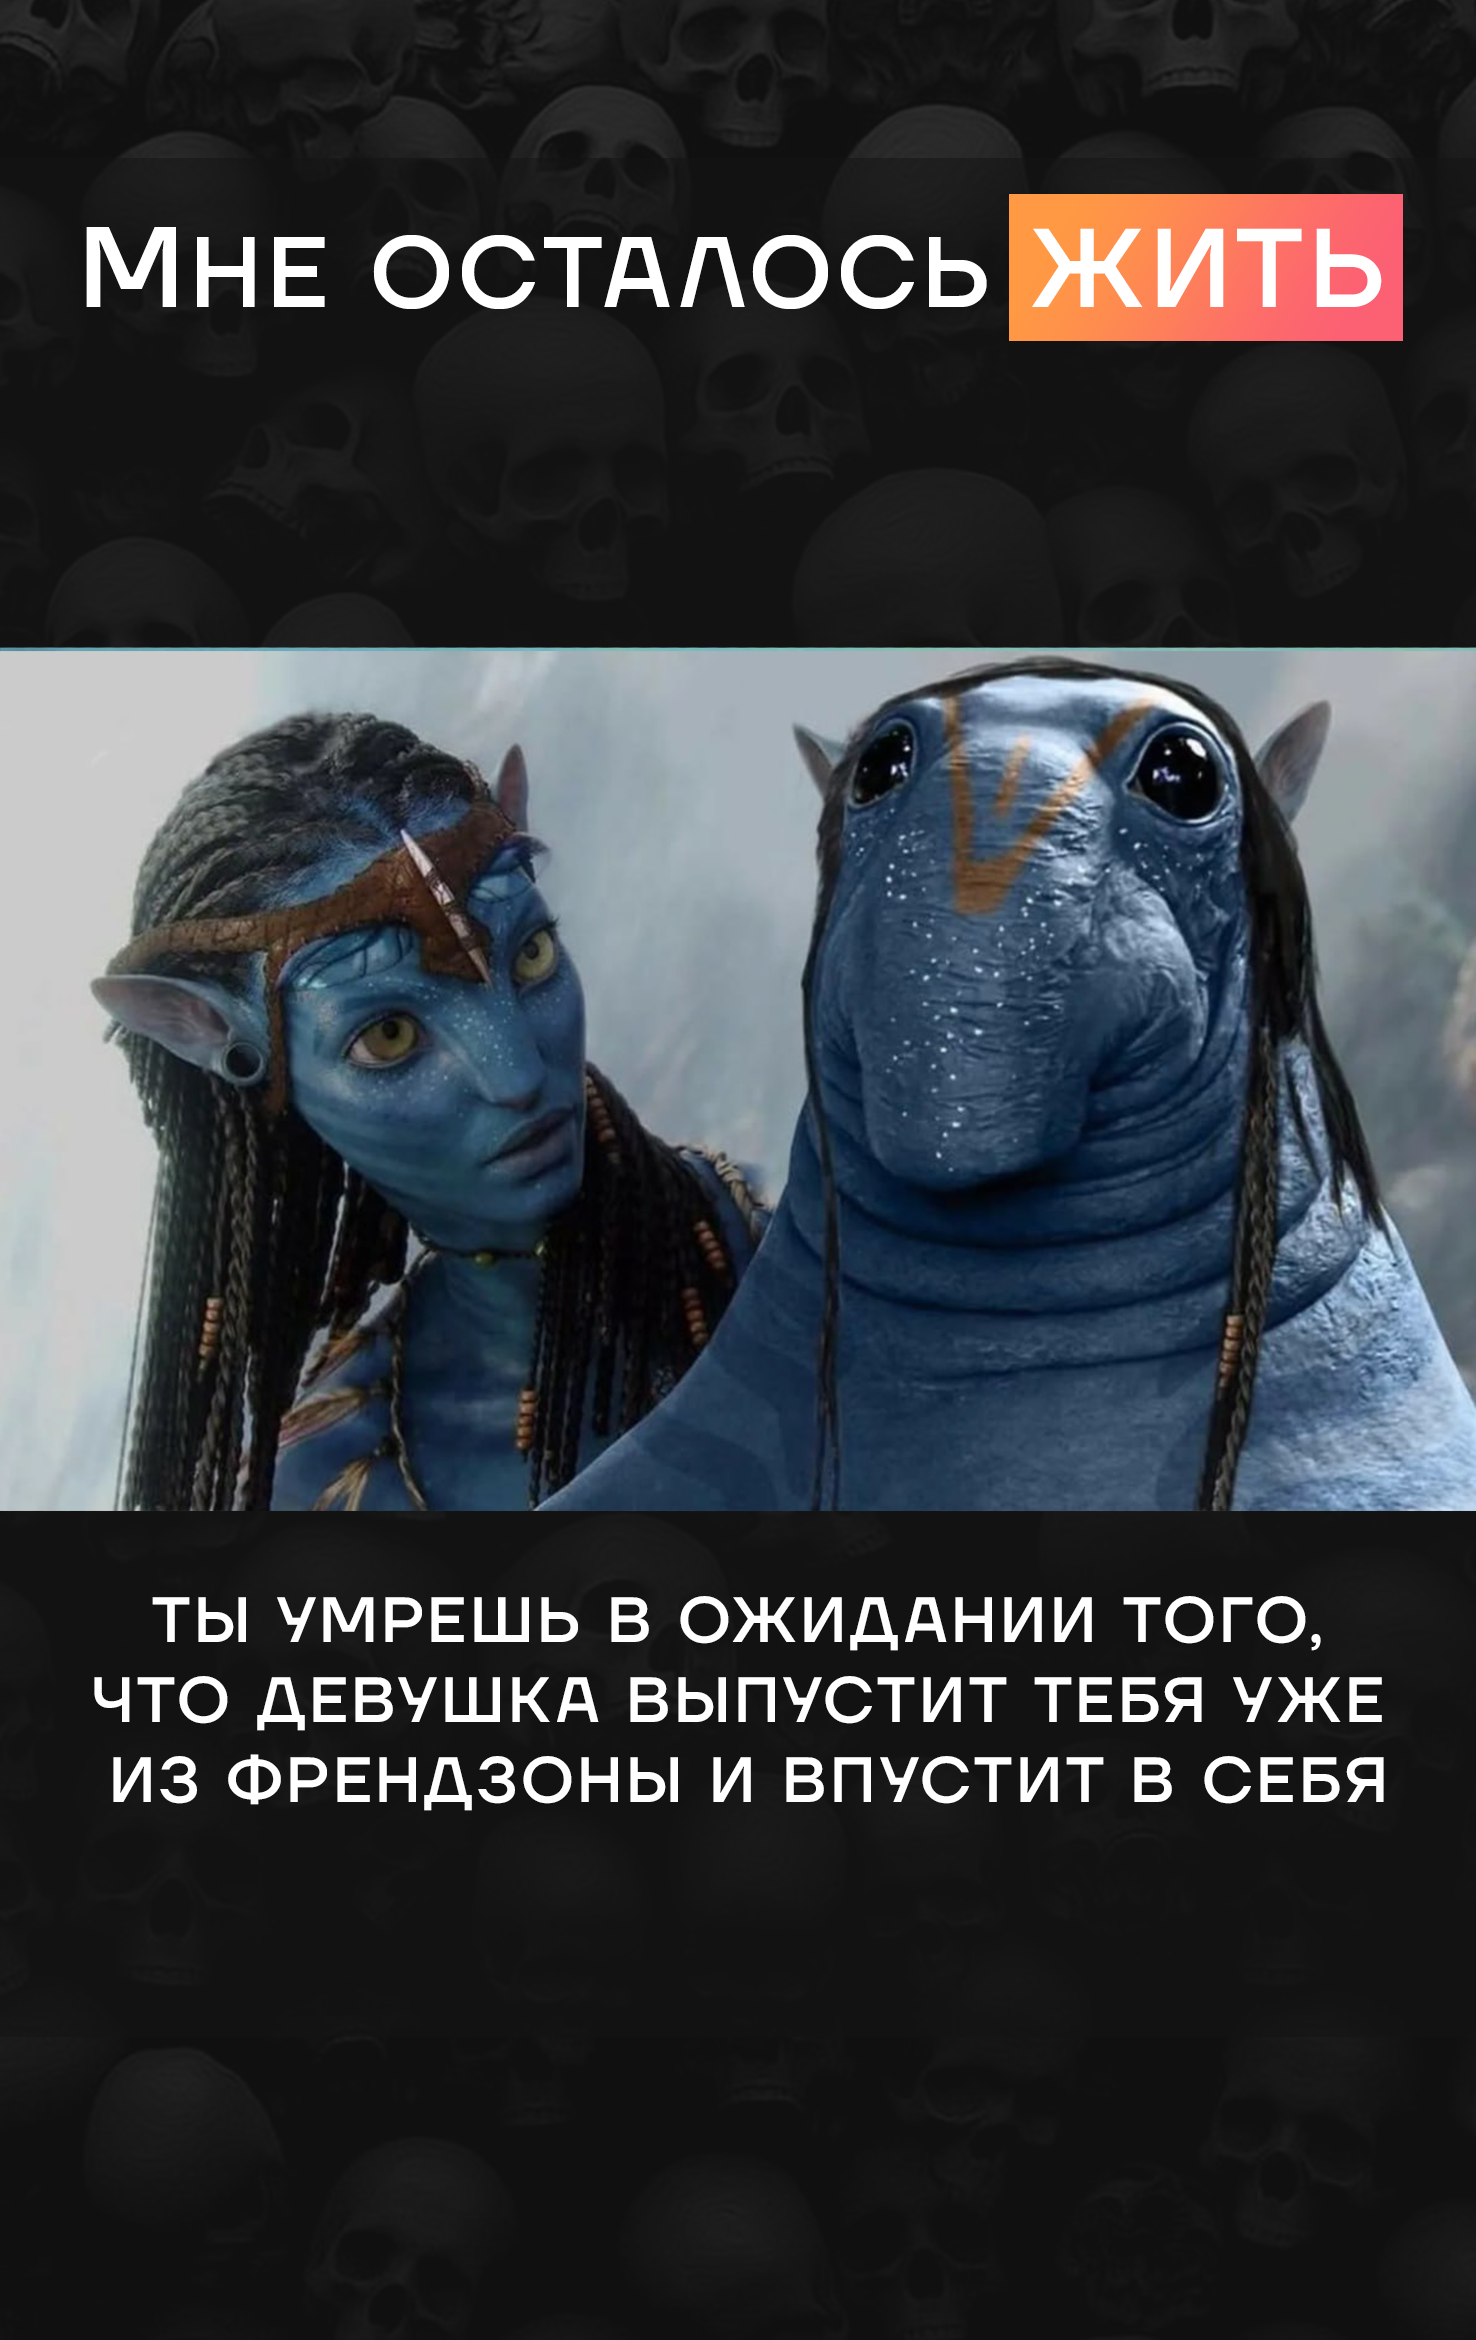 Мне осталось жить
ты умрешь в ожидании того,
что девушка выпустит тебя уже
из френдзоны и впустит в себя